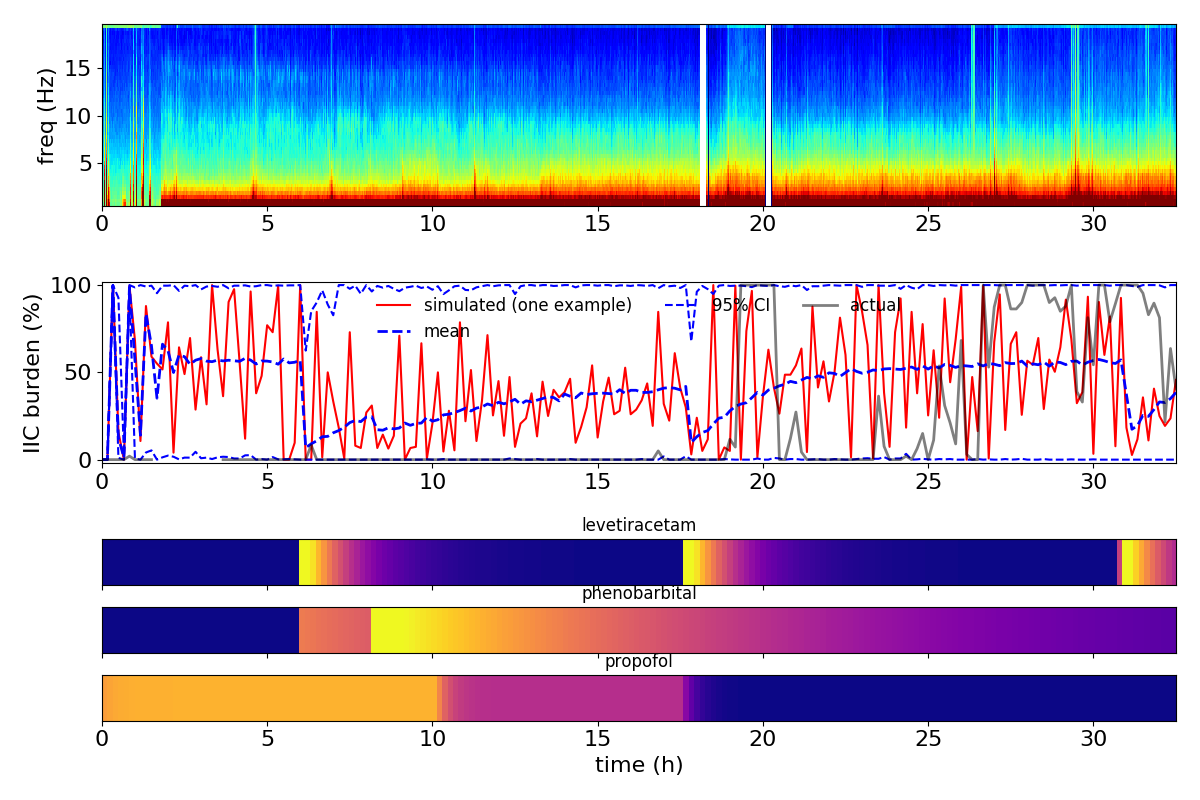 freq (Hz)
15
10
5
0 5 10 15 20 25 30
IIC burden (%)
100
50
0
simulated (one example) 95% CI actual
mean
0 5 10 15 20 25 30
levetiracetam
phenobarbital
propofol
0 5 10 15 20 25 30
time (h)